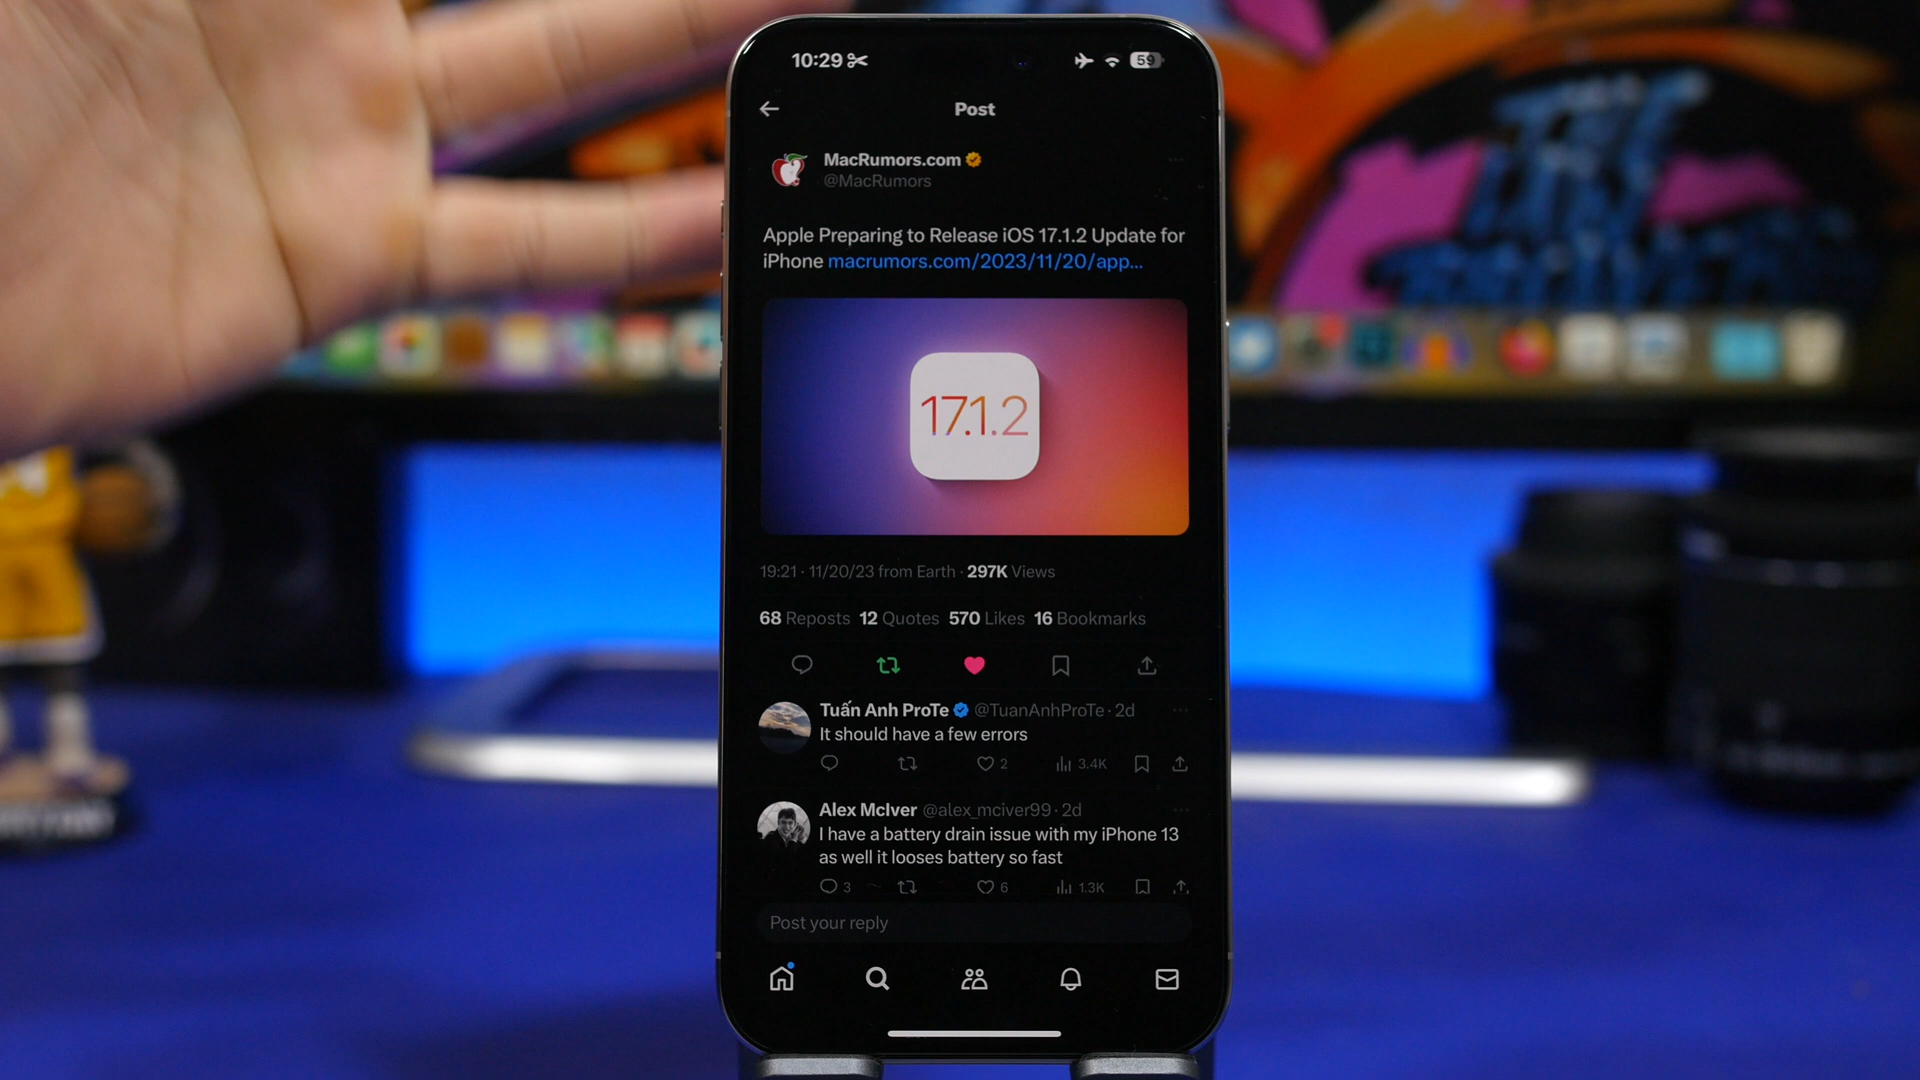 10:29
59
Post
MacRumors.com
@MacRumors
Apple Preparing to Release iOS 17.1.2 Update for
iPhone macrumors.com/2023/11/20/app...
17.1.2
19:21 · 11/20/23 from Earth · 297K Views
68 Reposts 12 Quotes 570 Likes 16 Bookmarks
Tuấn Anh ProTe @TuanAnhProTe · 2d
It should have a few errors
2 3.4K
Alex McIver @alex_mciver99 · 2d
I have a battery drain issue with my iPhone 13
as well it looses battery so fast
3 6 1.3K
Post your reply